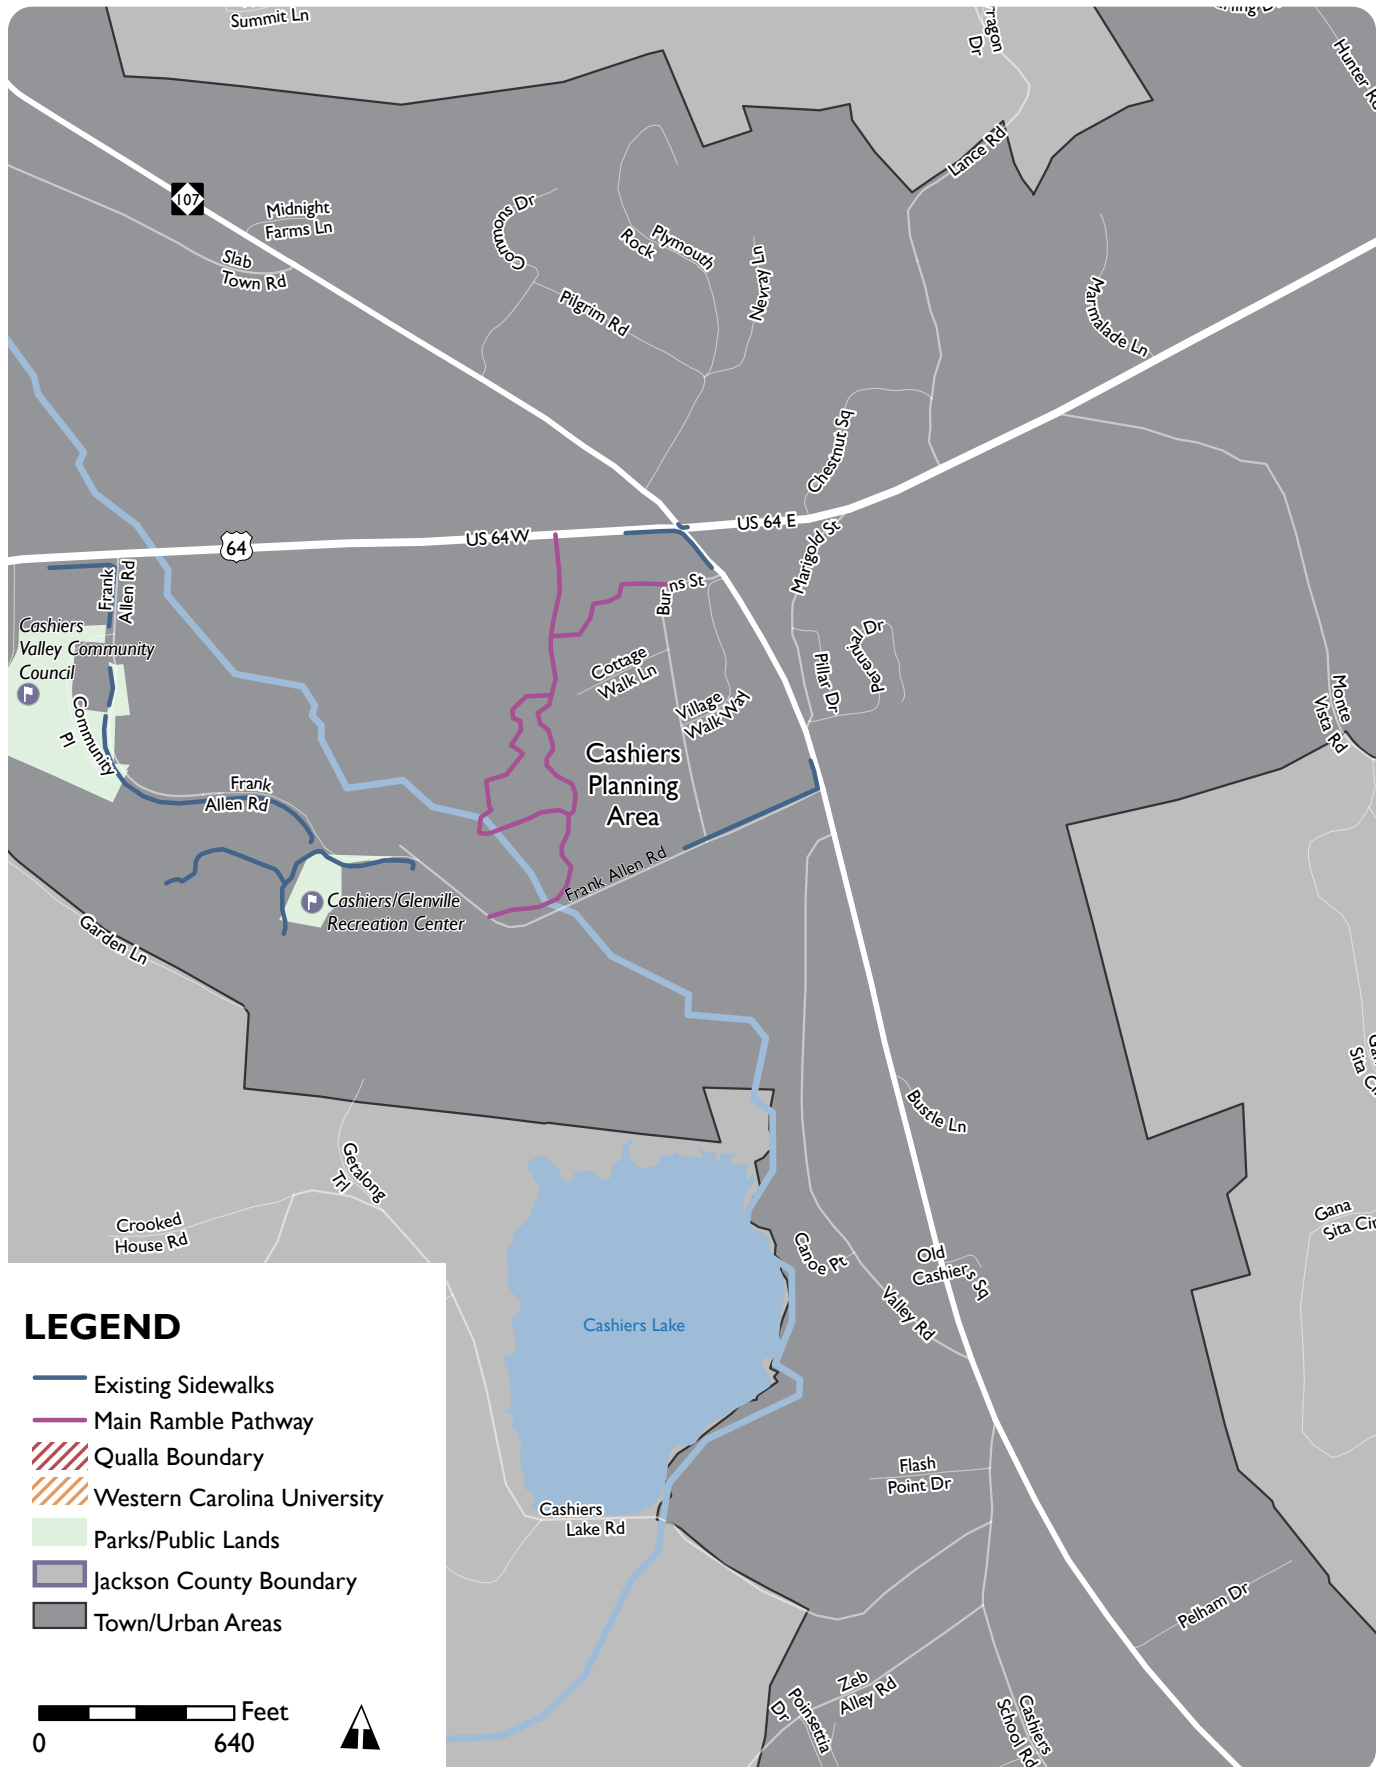 Summit Ln
Dr
Hunter Rd
Lance Rd
107
Midnight
Farms Ln
Slab
Town Rd
Commons Dr
Plymouth
Rock
Nevray Ln
Pilgrim Rd
Marmalade Ln
Chestnut Sq
US 64 W
US 64 E
64
Marigold St
Frank
Allen Rd
Burns St
Cashiers
Valley Community
Council
Cottage
Walk Ln
Pillar Dr
Perennial Dr
Village
Walk Way
Monte
Vista Rd
Community
Pl
Cashiers
Planning
Area
Frank
Allen Rd
Frank Allen Rd
Cashiers/Glenville
Recreation Center
Garden Ln
Sita Cir
Bustle Ln
Getalong
Trl
Crooked
House Rd
Gana
Sita Cir
Canoe Pt
Old
Cashiers Sq
Valley Rd
Cashiers Lake
LEGEND
Existing Sidewalks
Main Ramble Pathway
Qualla Boundary
Western Carolina University
Parks/Public Lands
Jackson County Boundary
Town/Urban Areas
Feet
0
640
Flash
Point Dr
Cashiers
Lake Rd
Pelham Dr
Zeb
Alley Rd
Poinsettia
Dr
Cashiers
School Rd